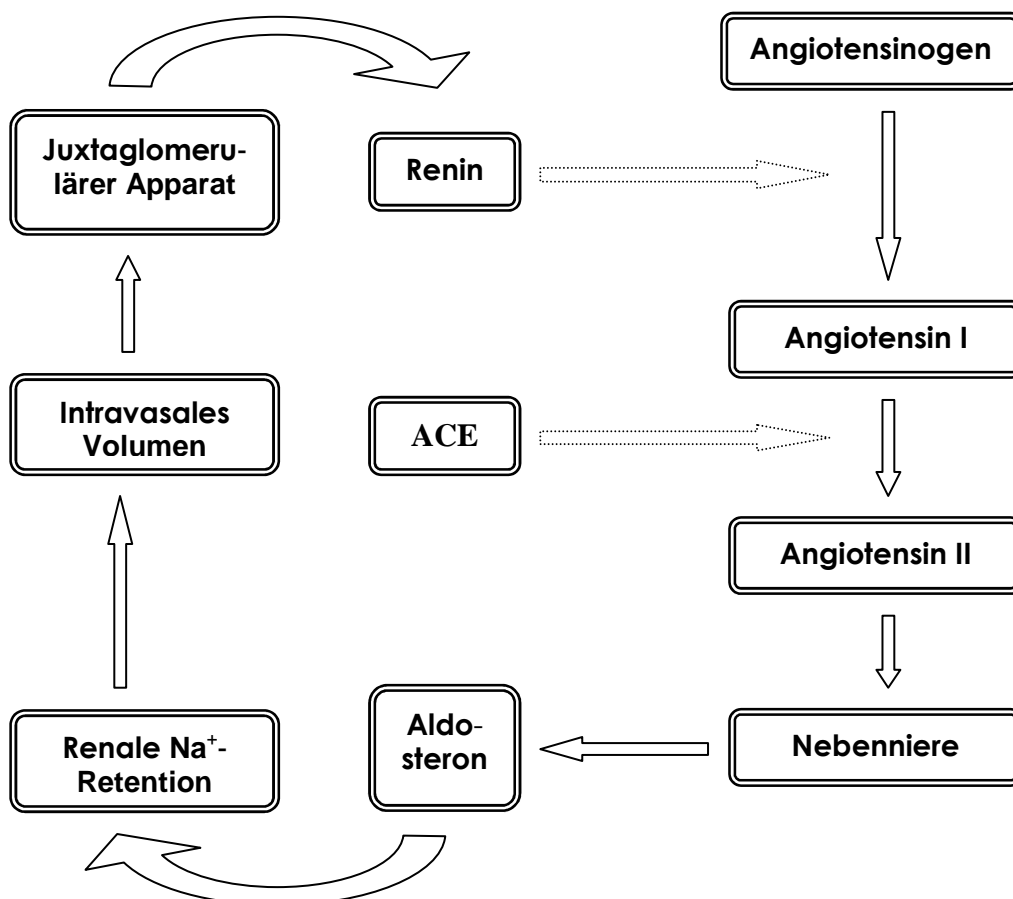 Angiotensinogen
Juxtaglomeru-
lärer Apparat
Renin
Angiotensin I
Intravasales
Volumen
ACE
Angiotensin II
Renale Na⁺-
Retention
Aldo-
steron
Nebenniere